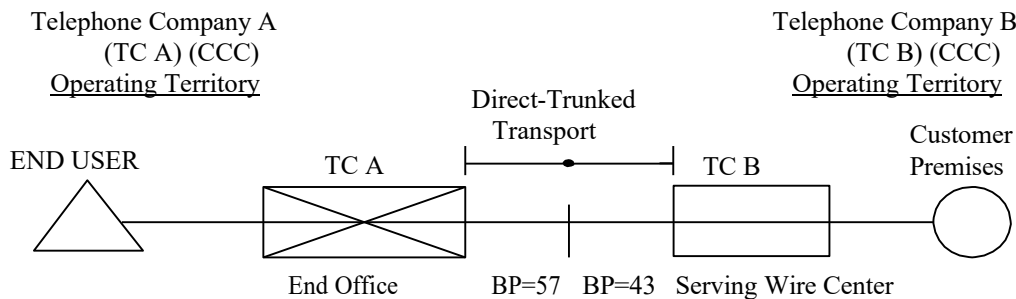 Telephone Company A
(TC A) (CCC)
Operating Territory
Telephone Company B
(TC B) (CCC)
Operating Territory
Direct-Trunked
Transport
Customer
Premises
END USER
TC A
TC B
End Office
BP=57
BP=43
Serving Wire Center